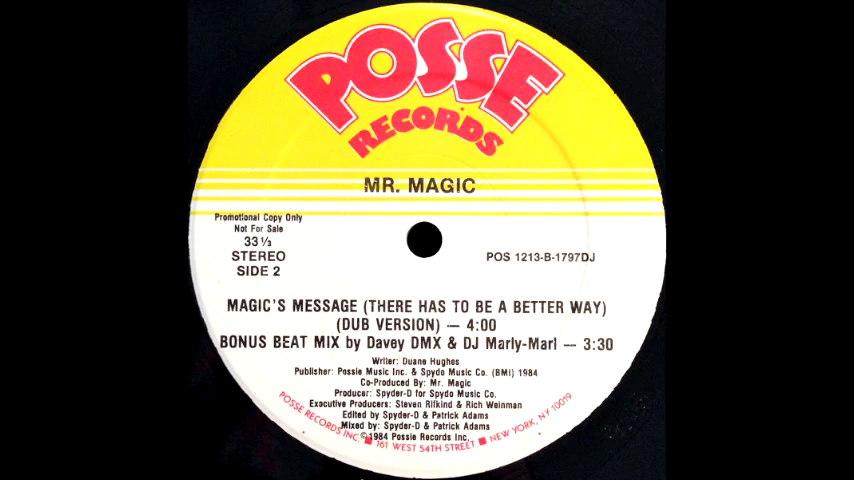 POSSE
RECORDS
MR. MAGIC
Promotional Copy Only
Not For Sale
33⅓
STEREO
SIDE 2
POS 1213-B-1797DJ
MAGIC'S MESSAGE (THERE HAS TO BE A BETTER WAY)
(DUB VERSION) — 4:00
BONUS BEAT MIX by Davey DMX & DJ Marly-Marl — 3:30
Writer: Duane Hughes
Publisher: Possie Music Inc. & Spydo Music Co. (BMI) 1984
Co-Produced By: Mr. Magic
Producer: Spyder-D for Spydo Music Co.
Executive Producers: Steven Rifkind & Rich Weinman
Edited by Spyder-D & Patrick Adams
Mixed by: Spyder-D & Patrick Adams
©1984 Possie Records Inc.
POSSE RECORDS INC. ■ 161 WEST 54TH STREET ■ NEW YORK, NY 10019